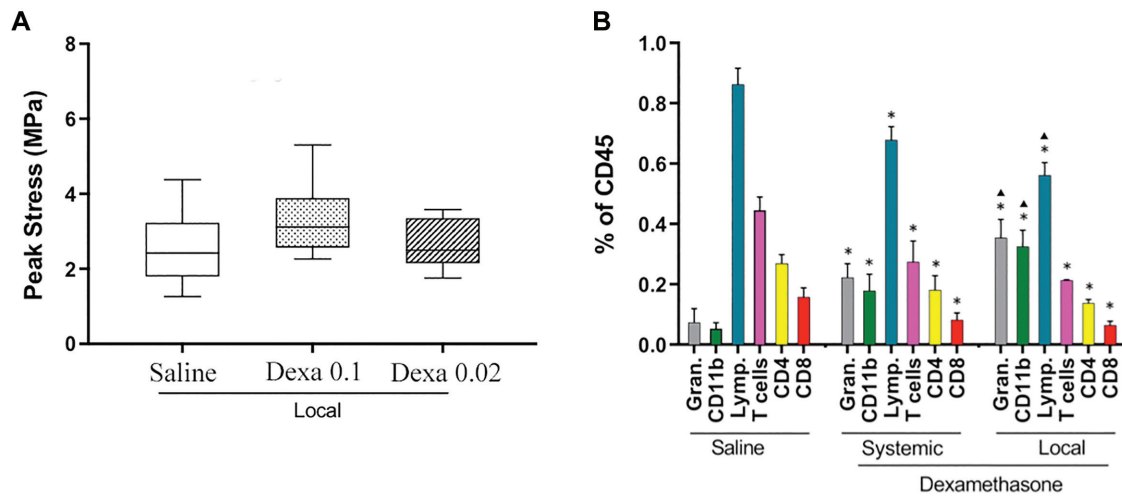 A
Peak Stress (MPa)
8
6
4
2
0
Saline Dexa 0.1 Dexa 0.02
Local
B
% of CD45
1.0
0.8
0.6
0.4
0.2
0.0
* * * * * *
▲ * ▲ * ▲ * * * *
Gran. CD11b Lymp. T cells CD4 CD8 Gran. CD11b Lymp. T cells CD4 CD8 Gran. CD11b Lymp. T cells CD4 CD8
Saline Systemic Local
Dexamethasone